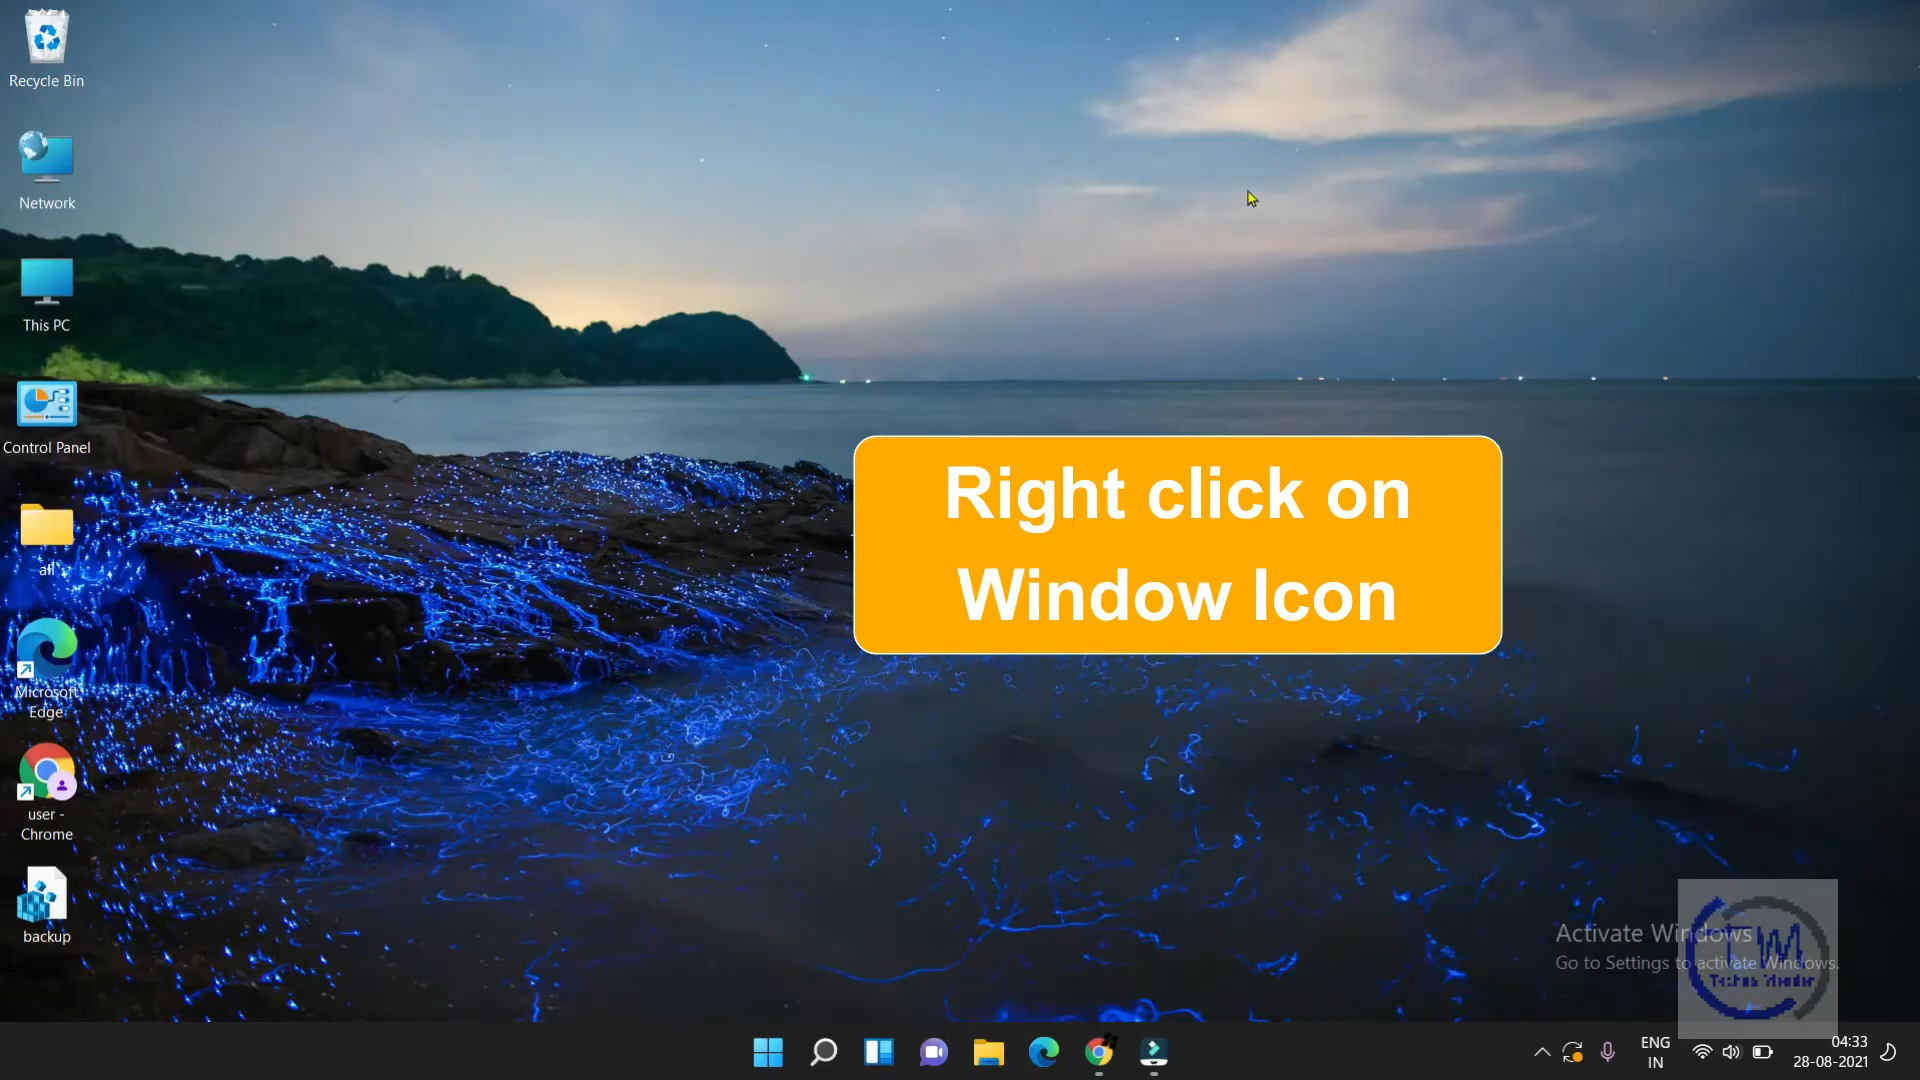 Recycle Bin
Network
This PC
Control Panel
all
Microsoft
Edge
user -
Chrome
backup
Right click on
Window Icon
Activate Windows
Go to Settings to activate Windows.
TW
ENG
IN
04:33
28-08-2021